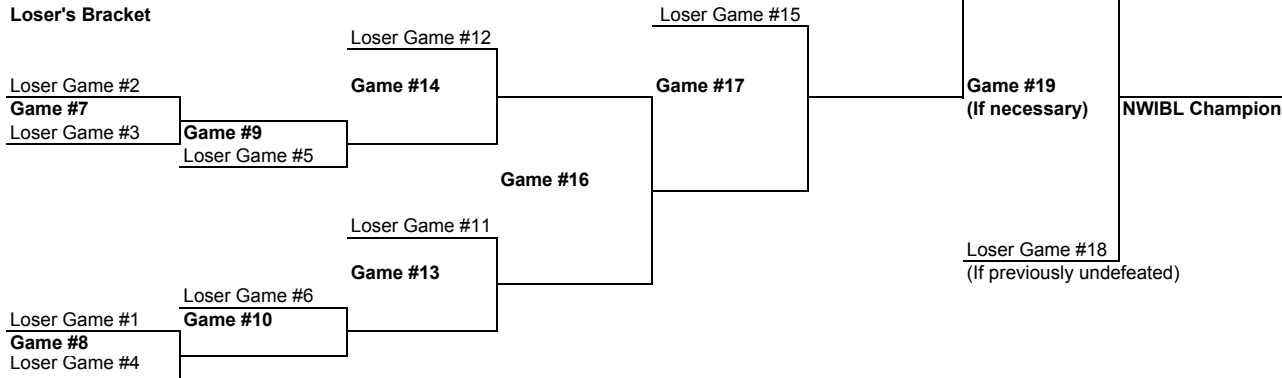 Loser's Bracket
Loser Game #15
Loser Game #12
Loser Game #2
Game #14
Game #17
Game #19
Game #7
(If necessary)
NWIBL Champion
Loser Game #3
Game #9
Loser Game #5
Game #16
Loser Game #11
Loser Game #18
Game #13
(If previously undefeated)
Loser Game #6
Loser Game #1
Game #10
Game #8
Loser Game #4